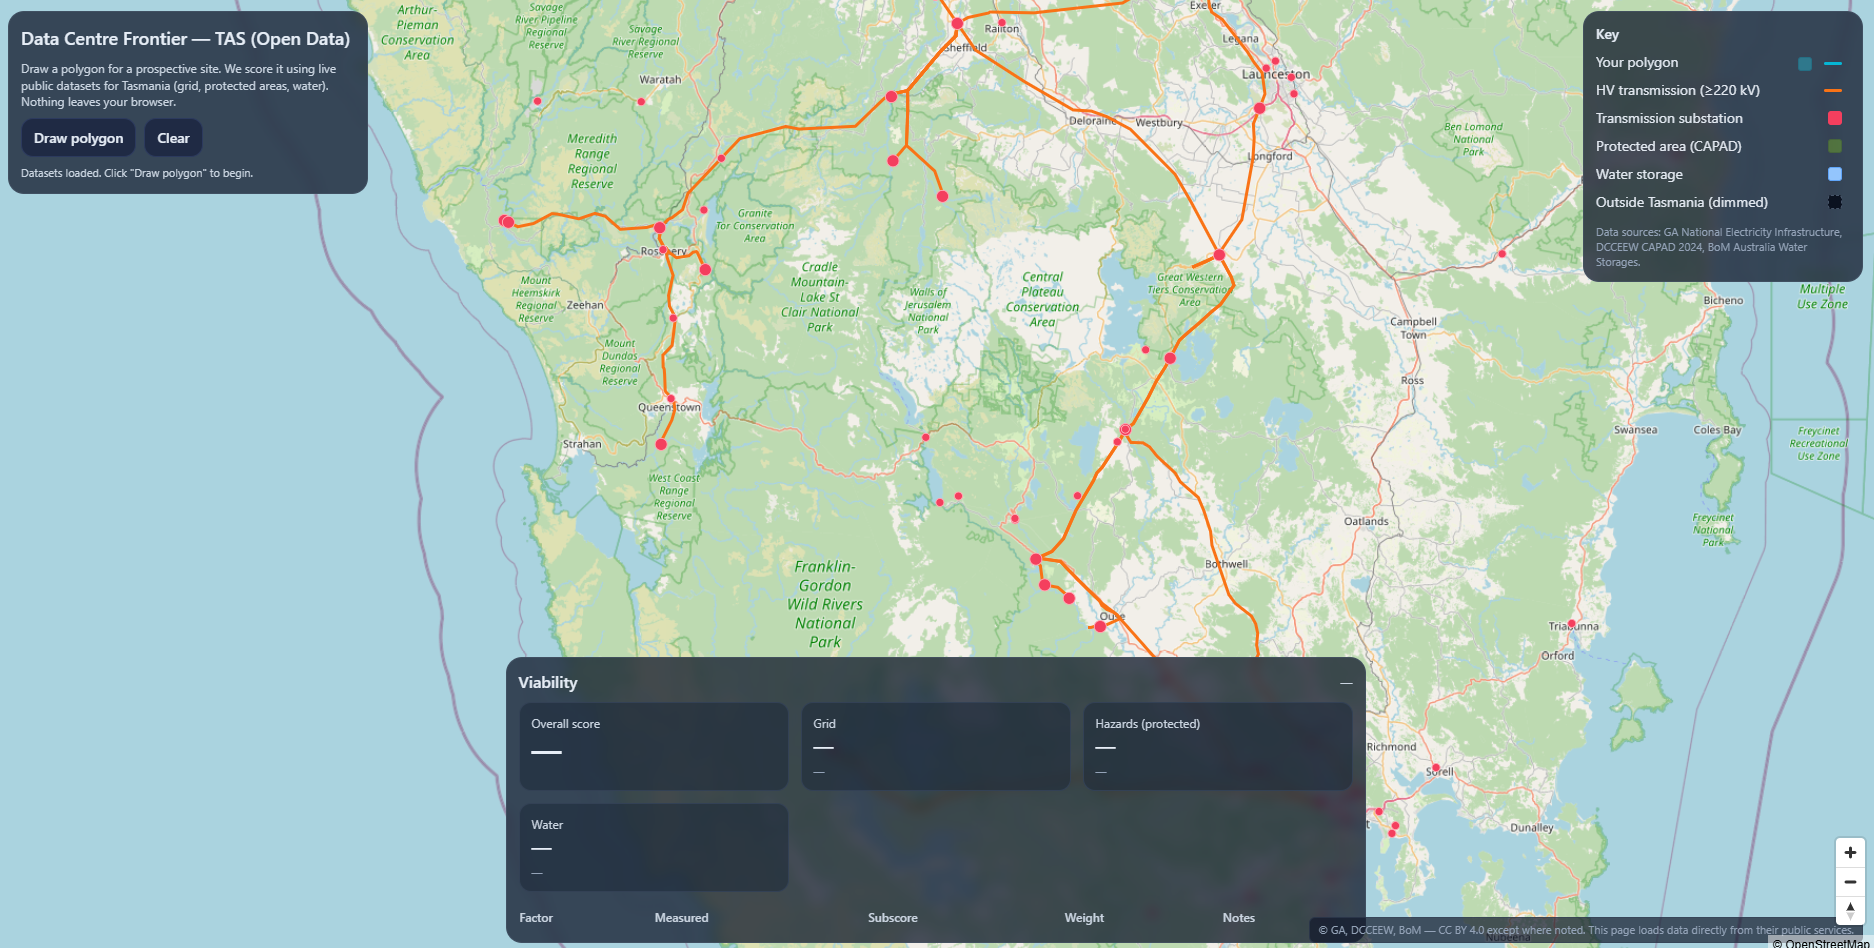 Data Centre Frontier — TAS (Open Data)
Draw a polygon for a prospective site. We score it using live
public datasets for Tasmania (grid, protected areas, water).
Nothing leaves your browser.
Draw polygon
Clear
Datasets loaded. Click "Draw polygon" to begin.
Key
Your polygon
HV transmission (≥220 kV)
Transmission substation
Protected area (CAPAD)
Water storage
Outside Tasmania (dimmed)
Data sources: GA National Electricity Infrastructure,
DCCEEW CAPAD 2024, BoM Australia Water
Storages.
Arthur-
Pieman
Conservation
Area
Savage
River Pipeline
Regional
Reserve
Savage
River Regional
Reserve
Waratah
Railton
Sheffield
Exeter
Legana
Launceston
Deloraine
Westbury
Longford
Ben Lomond
National
Park
Meredith
Range
Regional
Reserve
Granite
Tor Conservation
Area
Rosebery
Mount
Heemskirk
Regional
Reserve
Zeehan
Cradle
Mountain-
Lake St
Clair National
Park
Walls of
Jerusalem
National
Park
Central
Plateau
Conservation
Area
Great Western
Tiers Conservation
Area
Multiple
Use Zone
Bicheno
Campbell
Town
Mount
Dundas
Regional
Reserve
Ross
Queenstown
Strahan
Swansea
Coles Bay
Freycinet
Recreational
Use Zone
West Coast
Range
Regional
Reserve
Oatlands
Freycinet
National
Park
Bothwell
Franklin-
Gordon
Wild Rivers
National
Park
Ouse
Triabunna
Orford
Richmond
Sorell
Dunalley
Nubeena
Viability
—
Overall score
—
Grid
—
—
Hazards (protected)
—
—
Water
—
—
Factor
Measured
Subscore
Weight
Notes
© GA, DCCEEW, BoM — CC BY 4.0 except where noted. This page loads data directly from their public services.
© OpenStreetMap